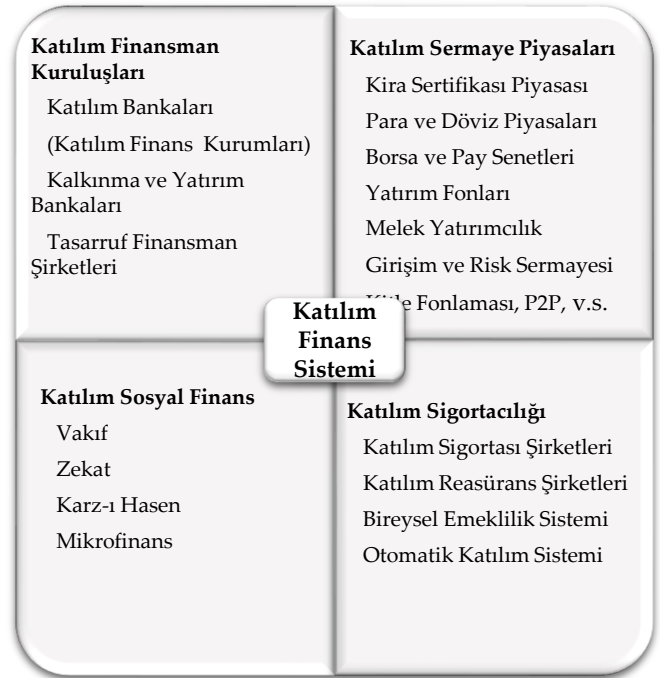 Katılım Finansman
Kuruluşları
Katılım Bankaları
(Katılım Finans Kurumları)
Kalkınma ve Yatırım
Bankaları
Tasarruf Finansman
Şirketleri
Katılım Sermaye Piyasaları
Kira Sertifikası Piyasası
Para ve Döviz Piyasaları
Borsa ve Pay Senetleri
Yatırım Fonları
Melek Yatırımcılık
Girişim ve Risk Sermayesi
Fonlaması, P2P, v.s.
Katılım
Finans
Sistemi
Katılım Sosyal Finans
Vakıf
Zekat
Karz-ı Hasen
Mikrofinans
Katılım Sigortacılığı
Katılım Sigortası Şirketleri
Katılım Reasürans Şirketleri
Bireysel Emeklilik Sistemi
Otomatik Katılım Sistemi